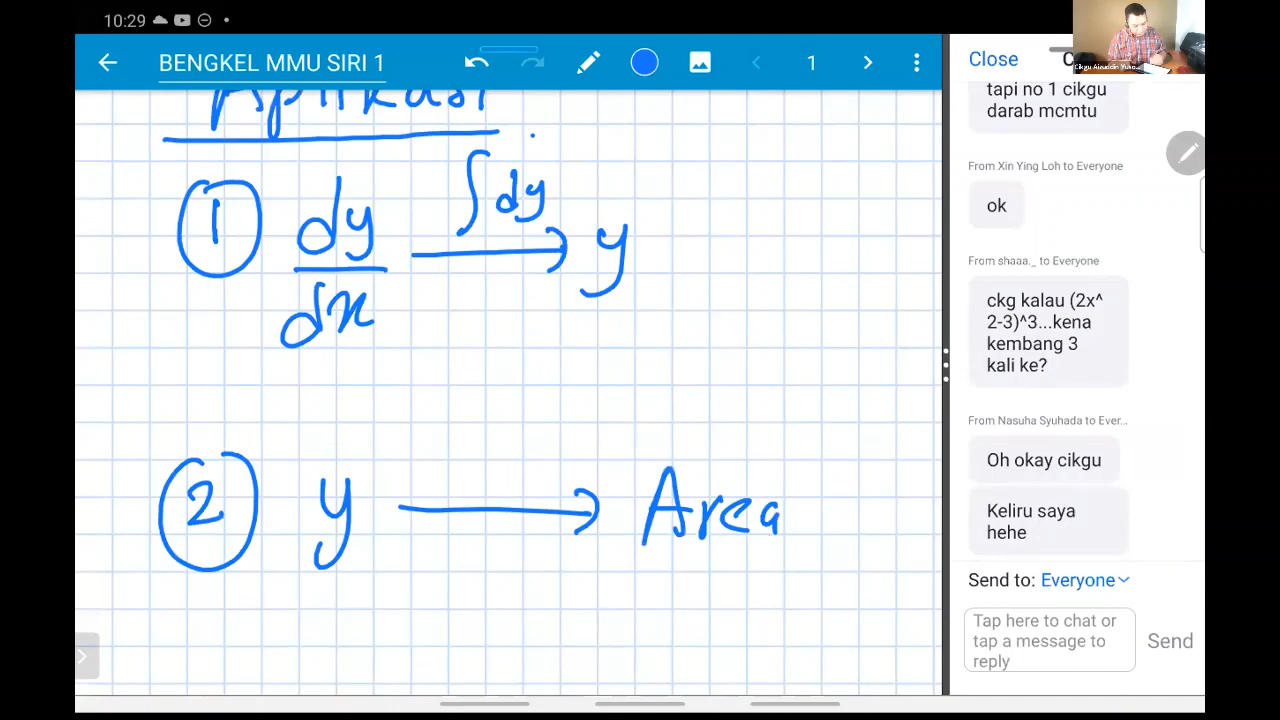 10:29
BENGKEL MMU SIRI 1
1
Close
Aplikasi
① dy/dx ∫dy → y
② y → Area
tapi no 1 cikgu
darab mcmtu
From Xin Ying Loh to Everyone
ok
From shaaa._ to Everyone
ckg kalau (2x^
2-3)^3...kena
kembang 3
kali ke?
From Nasuha Syuhada to Ever...
Oh okay cikgu
Keliru saya
hehe
Send to: Everyone
Tap here to chat or
tap a message to
reply
Send